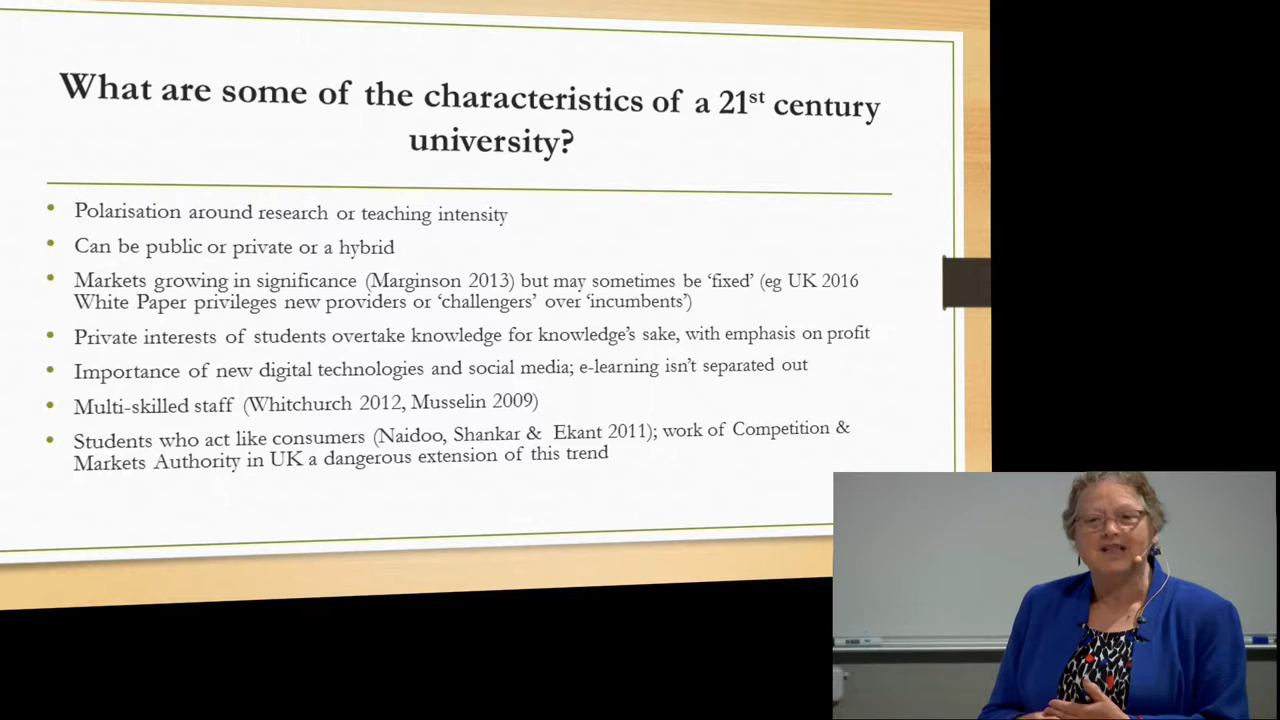 What are some of the characteristics of a 21st century
university?
Polarisation around research or teaching intensity
Can be public or private or a hybrid
Markets growing in significance (Marginson 2013) but may sometimes be ‘fixed’ (eg UK 2016
White Paper privileges new providers or ‘challengers’ over ‘incumbents’)
Private interests of students overtake knowledge for knowledge’s sake, with emphasis on profit
Importance of new digital technologies and social media; e-learning isn’t separated out
Multi-skilled staff (Whitchurch 2012, Musselin 2009)
Students who act like consumers (Naidoo, Shankar & Ekant 2011); work of Competition &
Markets Authority in UK a dangerous extension of this trend